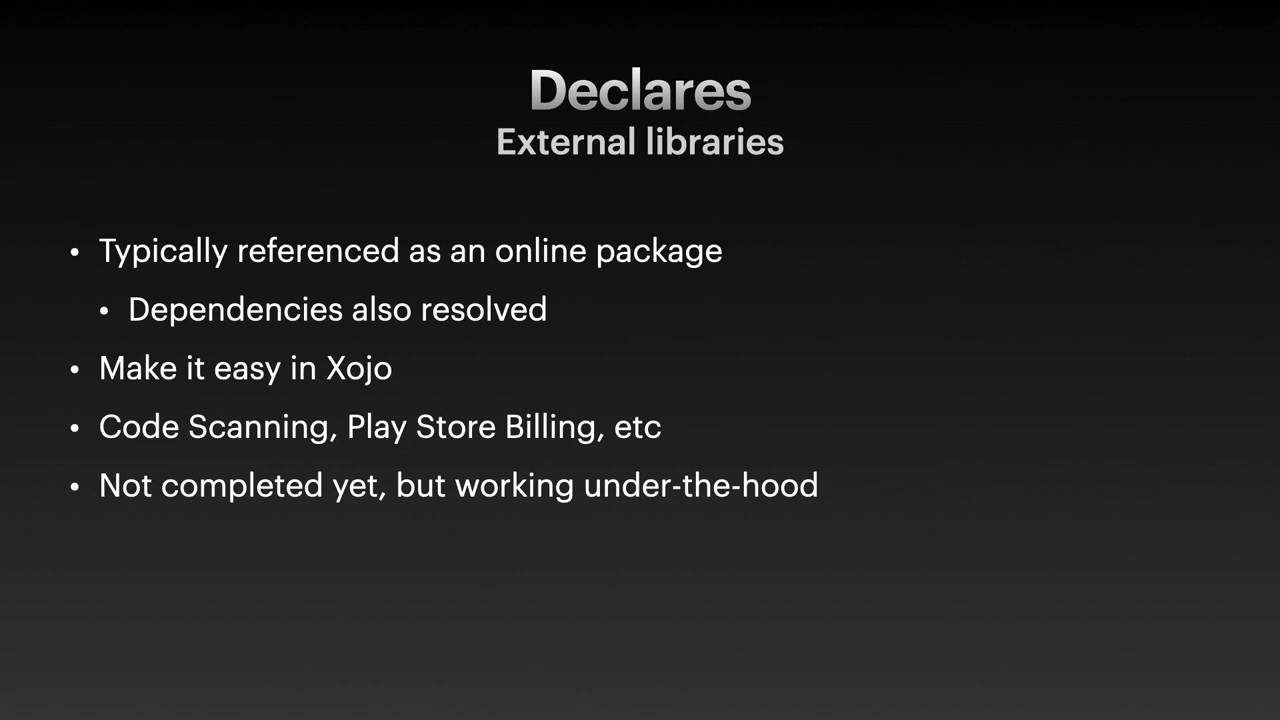 Declares
External libraries
• Typically referenced as an online package
• Dependencies also resolved
• Make it easy in Xojo
• Code Scanning, Play Store Billing, etc
• Not completed yet, but working under-the-hood